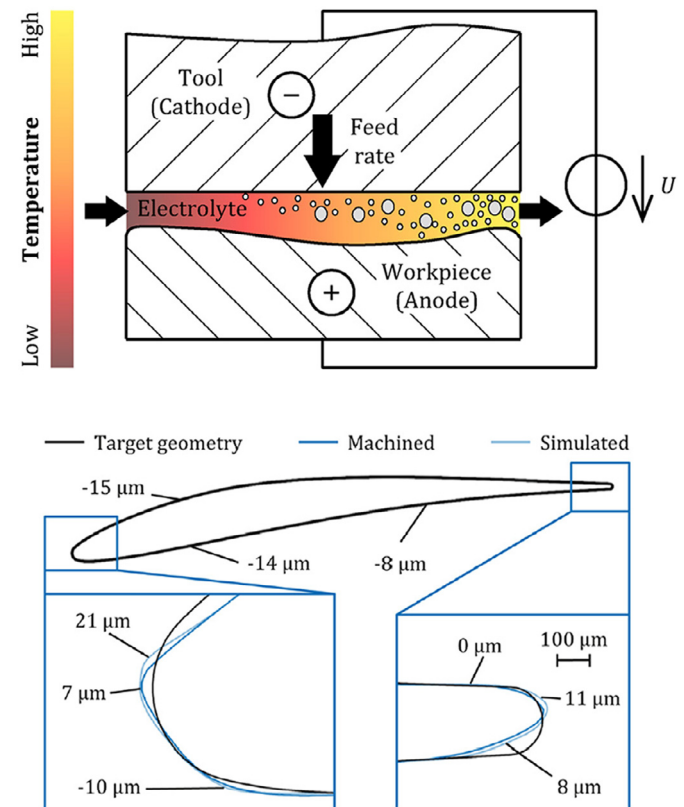 High
Temperature
Low
Tool
(Cathode)
−
Feed
rate
Electrolyte
U
Workpiece
(Anode)
+
Target geometry
Machined
Simulated
-15 μm
-14 μm
-8 μm
21 μm
7 μm
-10 μm
0 μm
100 μm
11 μm
8 μm